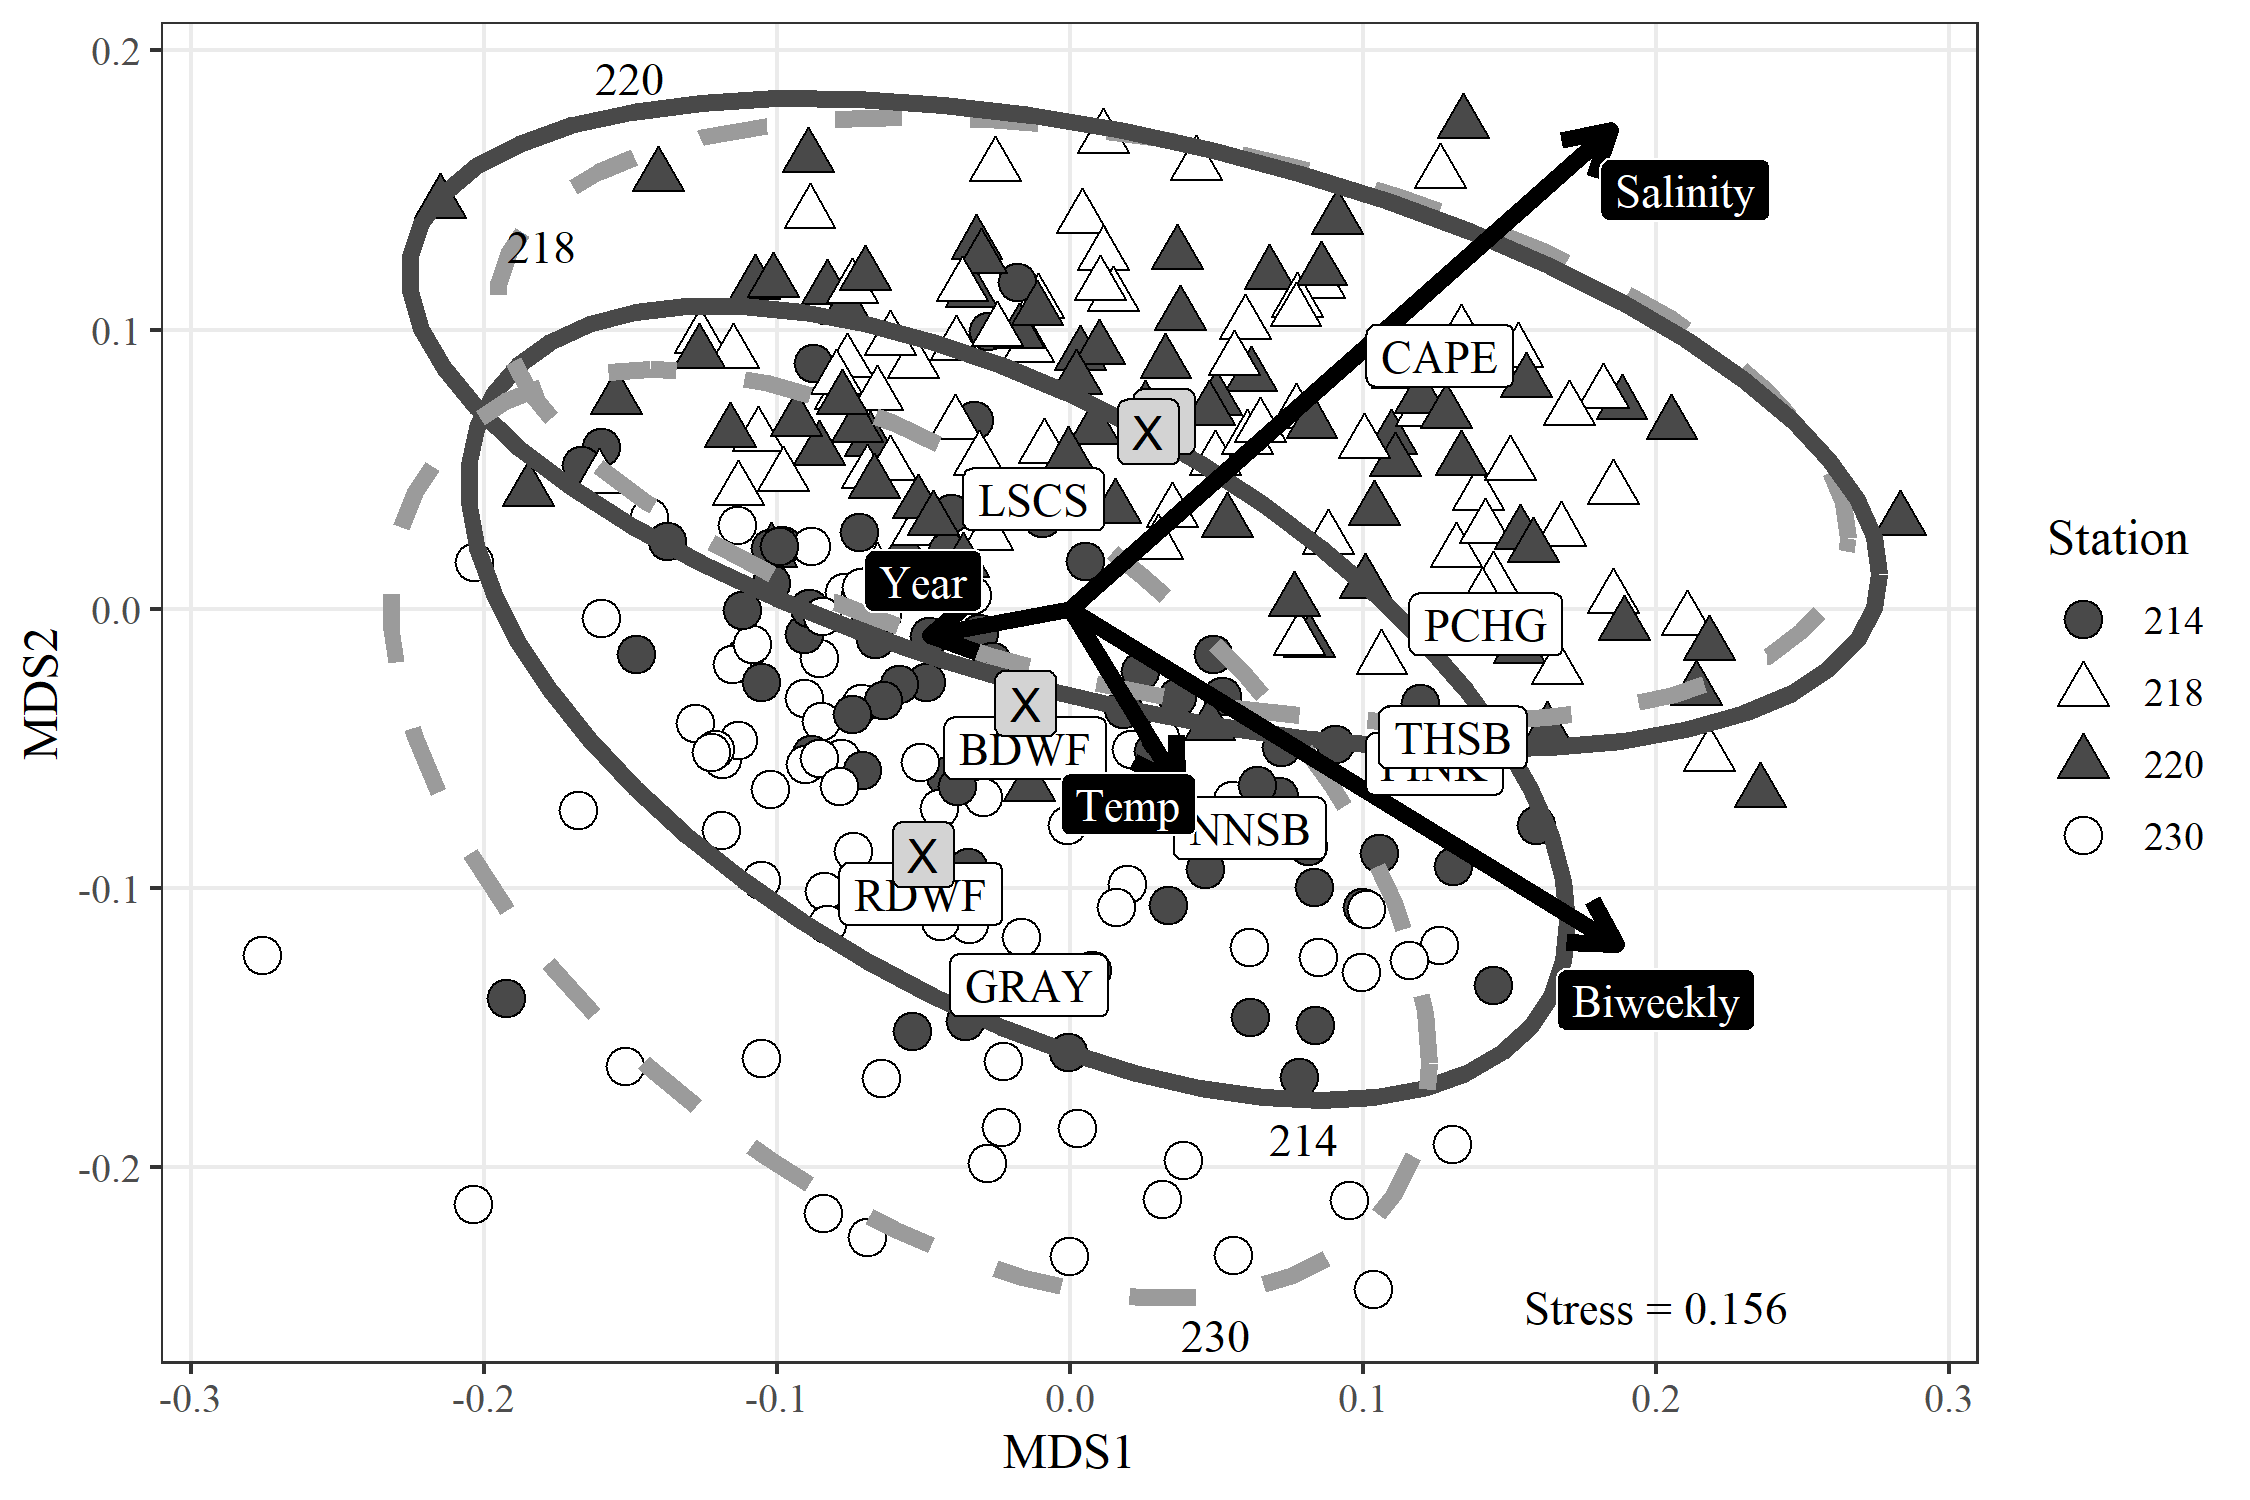 0.2
0.1
0.0
-0.1
-0.2
MDS2
220
218
Salinity
CAPE
X
LSCS
Year
PCHG
X
BDWF
THSB
PINK
Temp
NNSB
X
RDWF
GRAY
Biweekly
214
230
Stress = 0.156
-0.3
-0.2
-0.1
0.0
0.1
0.2
0.3
MDS1
Station
214
218
220
230